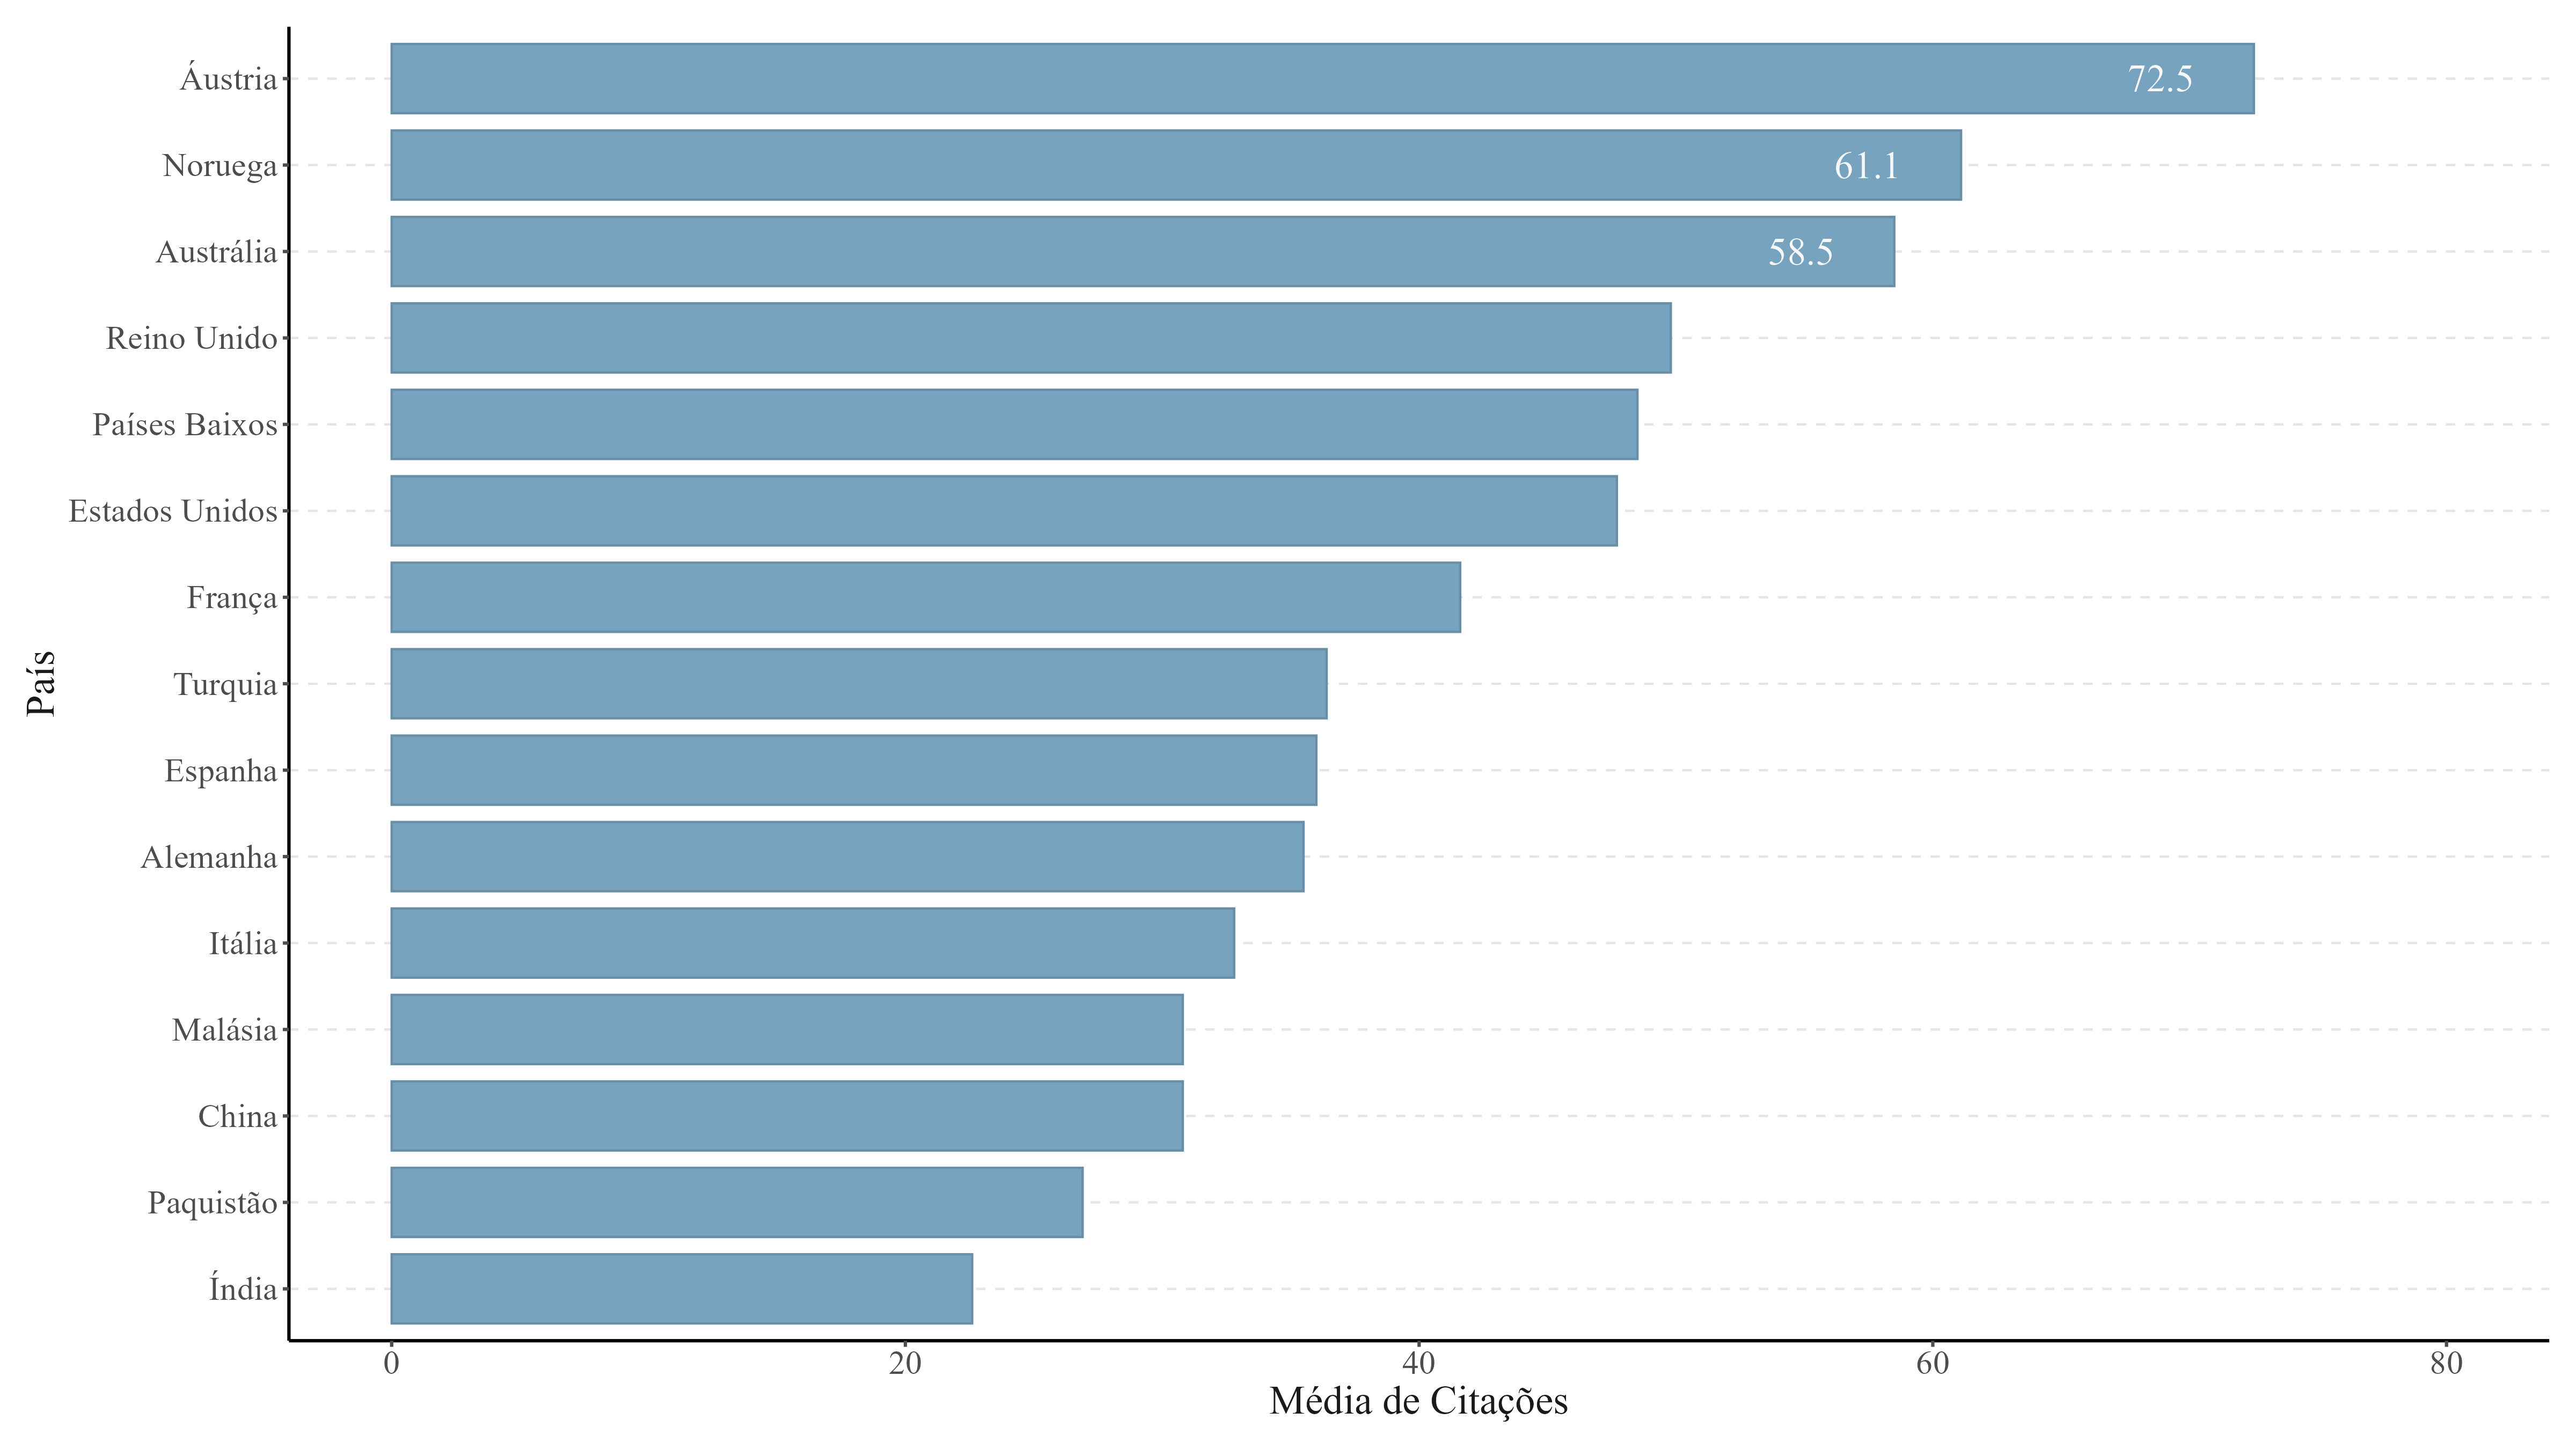 Áustria
72.5
Noruega
61.1
Austrália
58.5
Reino Unido
Países Baixos
Estados Unidos
França
Turquia
Espanha
Alemanha
Itália
Malásia
China
Paquistão
Índia
País
0 20 40 60 80
Média de Citações